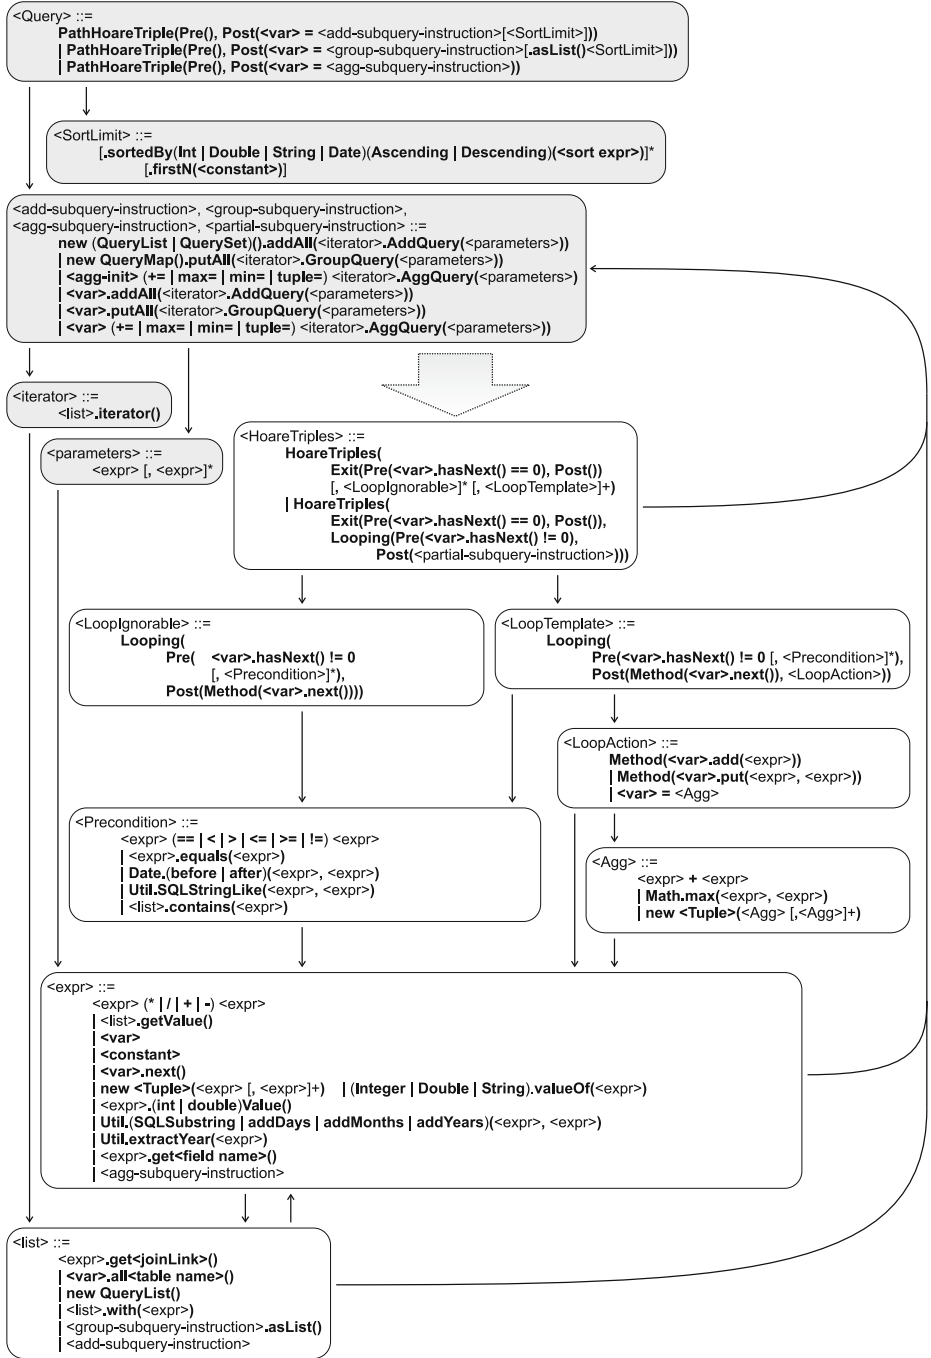 <Query> ::=
PathHoareTriple(Pre(), Post(<var> = <add-subquery-instruction>[<SortLimit>]))
| PathHoareTriple(Pre(), Post(<var> = <group-subquery-instruction>[.asList()<SortLimit>]))
| PathHoareTriple(Pre(), Post(<var> = <agg-subquery-instruction>))
<SortLimit> ::=
[.sortedBy(Int | Double | String | Date)(Ascending | Descending)(<sort expr>)]*
[.firstN(<constant>)]
<add-subquery-instruction>, <group-subquery-instruction>,
<agg-subquery-instruction>, <partial-subquery-instruction> ::=
new (QueryList | QuerySet)().addAll(<iterator>.AddQuery(<parameters>))
| new QueryMap().putAll(<iterator>.GroupQuery(<parameters>))
| <agg-init> (+= | max= | min= | tuple=) <iterator>.AggQuery(<parameters>)
| <var>.addAll(<iterator>.AddQuery(<parameters>))
| <var>.putAll(<iterator>.GroupQuery(<parameters>))
| <var> (+= | max= | min= | tuple=) <iterator>.AggQuery(<parameters>))
<iterator> ::=
<list>.iterator()
<parameters> ::=
<expr> [, <expr>]*
<HoareTriples> ::=
HoareTriples(
Exit(Pre(<var>.hasNext() == 0), Post())
[, <LoopIgnorable>]* [, <LoopTemplate>]+)
| HoareTriples(
Exit(Pre(<var>.hasNext() == 0), Post()),
Looping(Pre(<var>.hasNext() != 0),
Post(<partial-subquery-instruction>)))
<LoopIgnorable> ::=
Looping(
Pre( <var>.hasNext() != 0
[, <Precondition>]*),
Post(Method(<var>.next())))
<LoopTemplate> ::=
Looping(
Pre(<var>.hasNext() != 0 [, <Precondition>]*),
Post(Method(<var>.next()), <LoopAction>))
<LoopAction> ::=
Method(<var>.add(<expr>))
| Method(<var>.put(<expr>, <expr>))
| <var> = <Agg>
<Precondition> ::=
<expr> (== | < | > | <= | >= | !=) <expr>
| <expr>.equals(<expr>)
| Date.(before | after)(<expr>, <expr>)
| Util.SQLStringLike(<expr>, <expr>)
| <list>.contains(<expr>)
<Agg> ::=
<expr> + <expr>
| Math.max(<expr>, <expr>)
| new <Tuple>(<Agg> [,<Agg>]+)
<expr> ::=
<expr> (* | / | + | -) <expr>
| <list>.getValue()
| <var>
| <constant>
| <var>.next()
| new <Tuple>(<expr> [, <expr>]+) | (Integer | Double | String).valueOf(<expr>)
| <expr>.(int | double)Value()
| Util.(SQLSubstring | addDays | addMonths | addYears)(<expr>, <expr>)
| Util.extractYear(<expr>)
| <expr>.get<field name>()
| <agg-subquery-instruction>
<list> ::=
<expr>.get<joinLink>()
| <var>.all<table name>()
| new QueryList()
| <list>.with(<expr>)
| <group-subquery-instruction>.asList()
| <add-subquery-instruction>